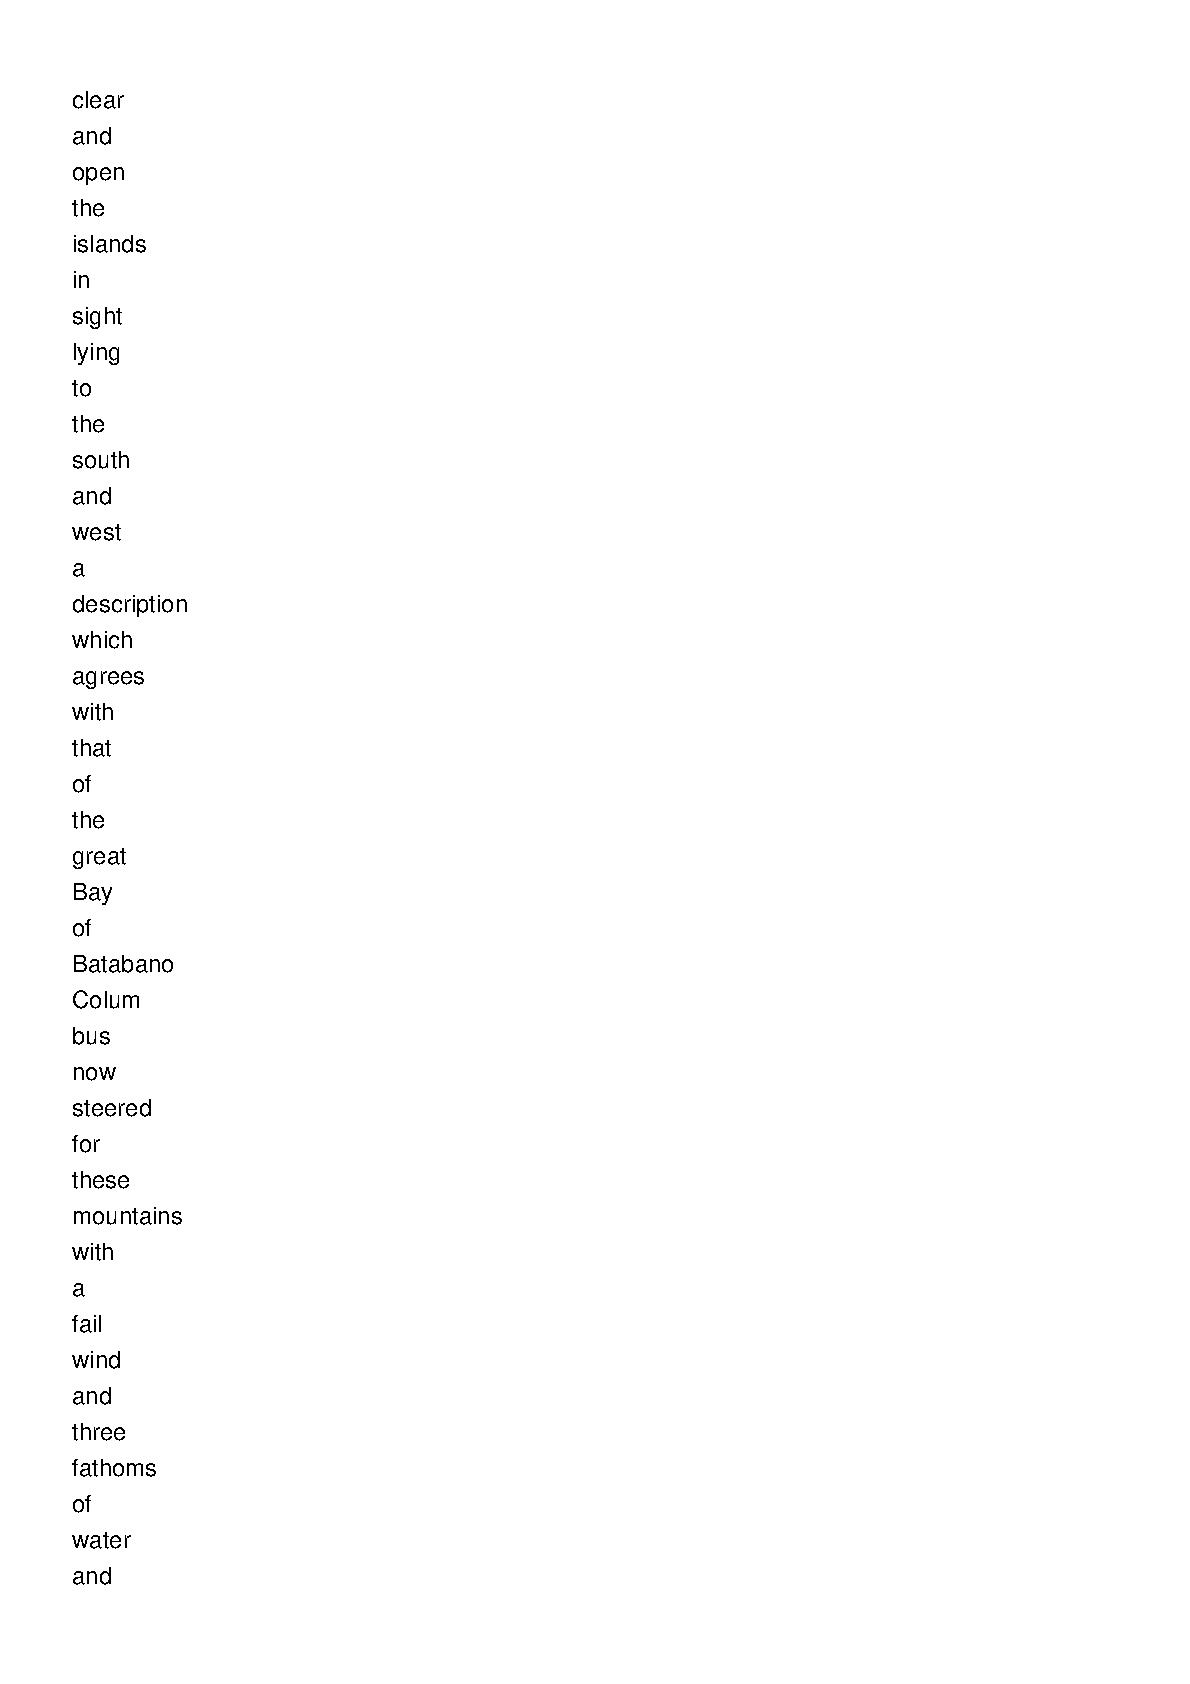 clear
and
open
the
islands
in
sight
lying
to
the
south
and
west
a
description
which
agrees
with
that
of
the
great
Bay
of
Batabano
Colum
bus
now
steered
for
these
mountains
with
a
fail
wind
and
three
fathoms
of
water
and